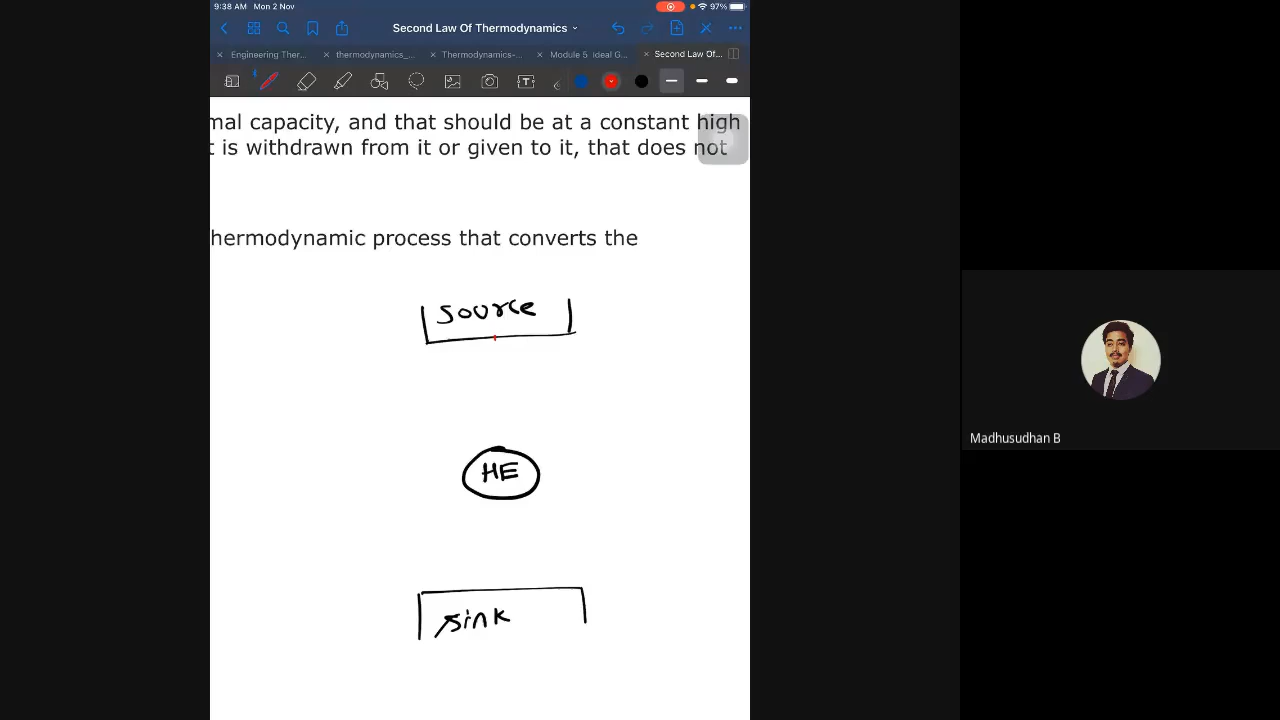 9:38 AM Mon 2 Nov 97%
Second Law Of Thermodynamics
Engineering Ther... thermodynamics_... Thermodynamics-... Module 5 ideal G... Second Law Of...
mal capacity, and that should be at a constant high
t is withdrawn from it or given to it, that does not
hermodynamic process that converts the
Source
HE
sink
Madhusudhan B